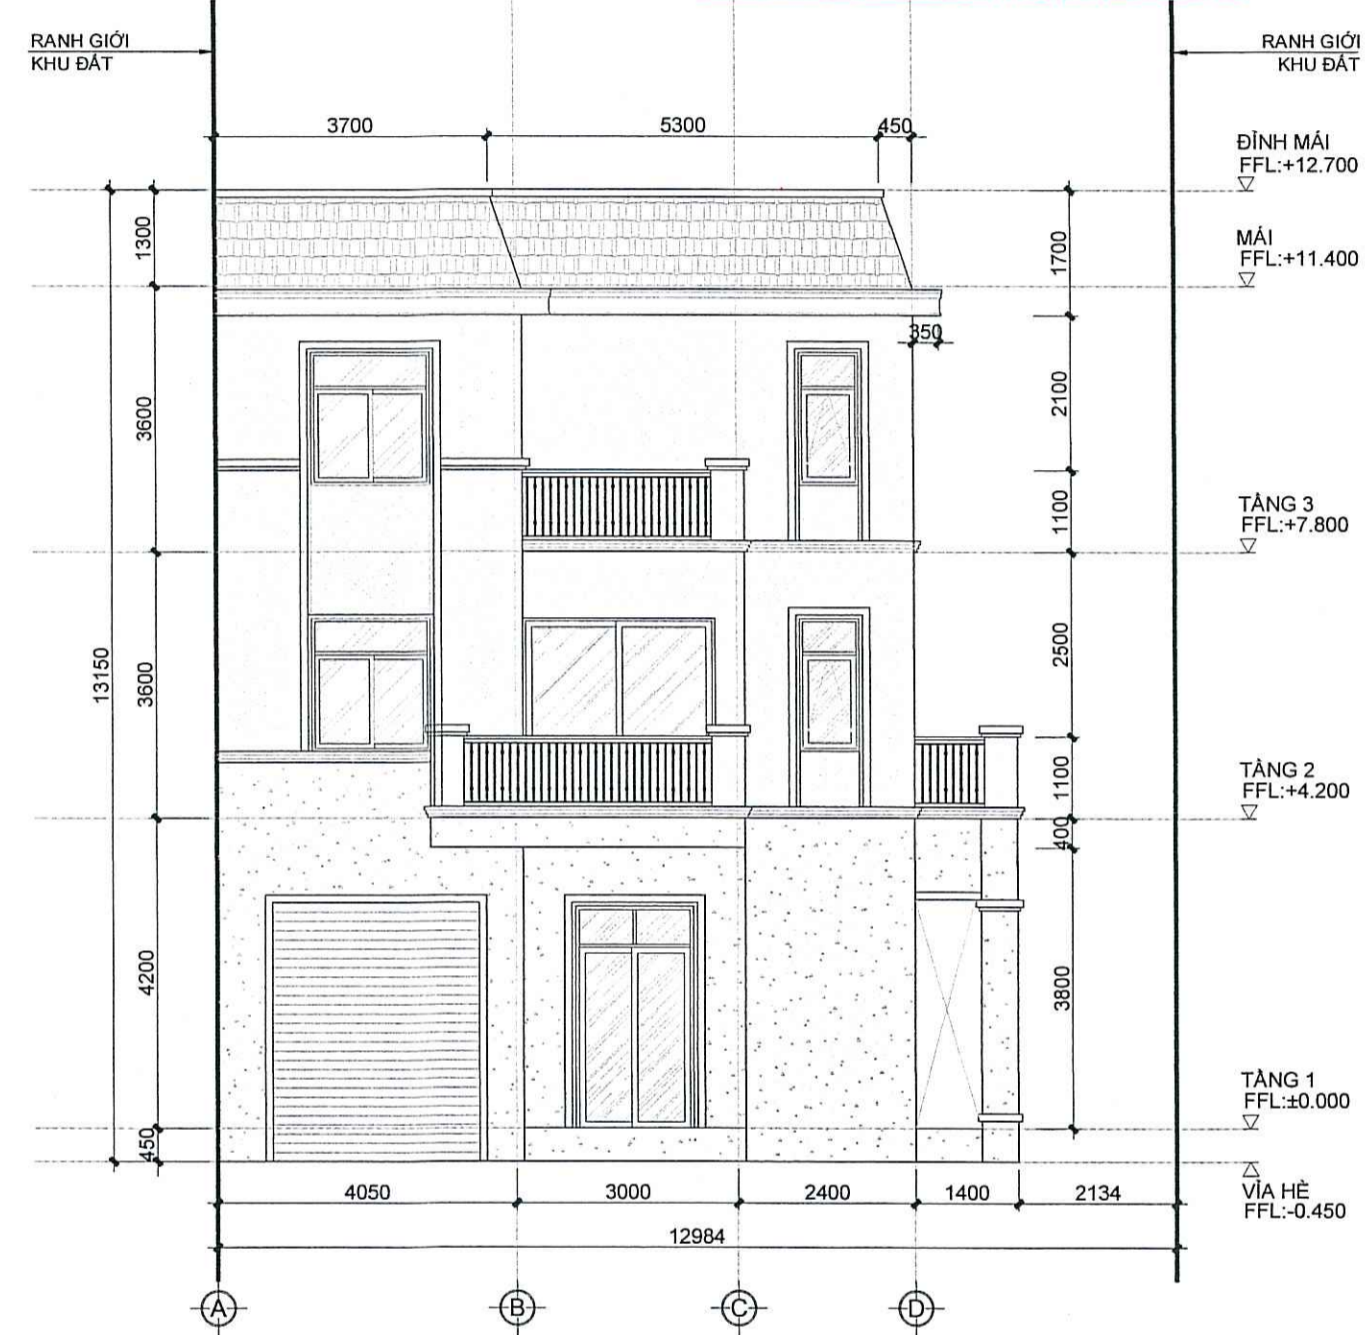 RANH GIỚI
KHU ĐẤT
RANH GIỚI
KHU ĐẤT
3700
5300
450
ĐỈNH MÁI
FFL:+12.700
1300
1700
MÁI
FFL:+11.400
350
3600
2100
1100
TẦNG 3
FFL:+7.800
13150
3600
2500
1100
TẦNG 2
FFL:+4.200
400
4200
3800
TẦNG 1
FFL:±0.000
450
VỈA HÈ
FFL:-0.450
4050
3000
2400
1400
2134
12984
A
B
C
D